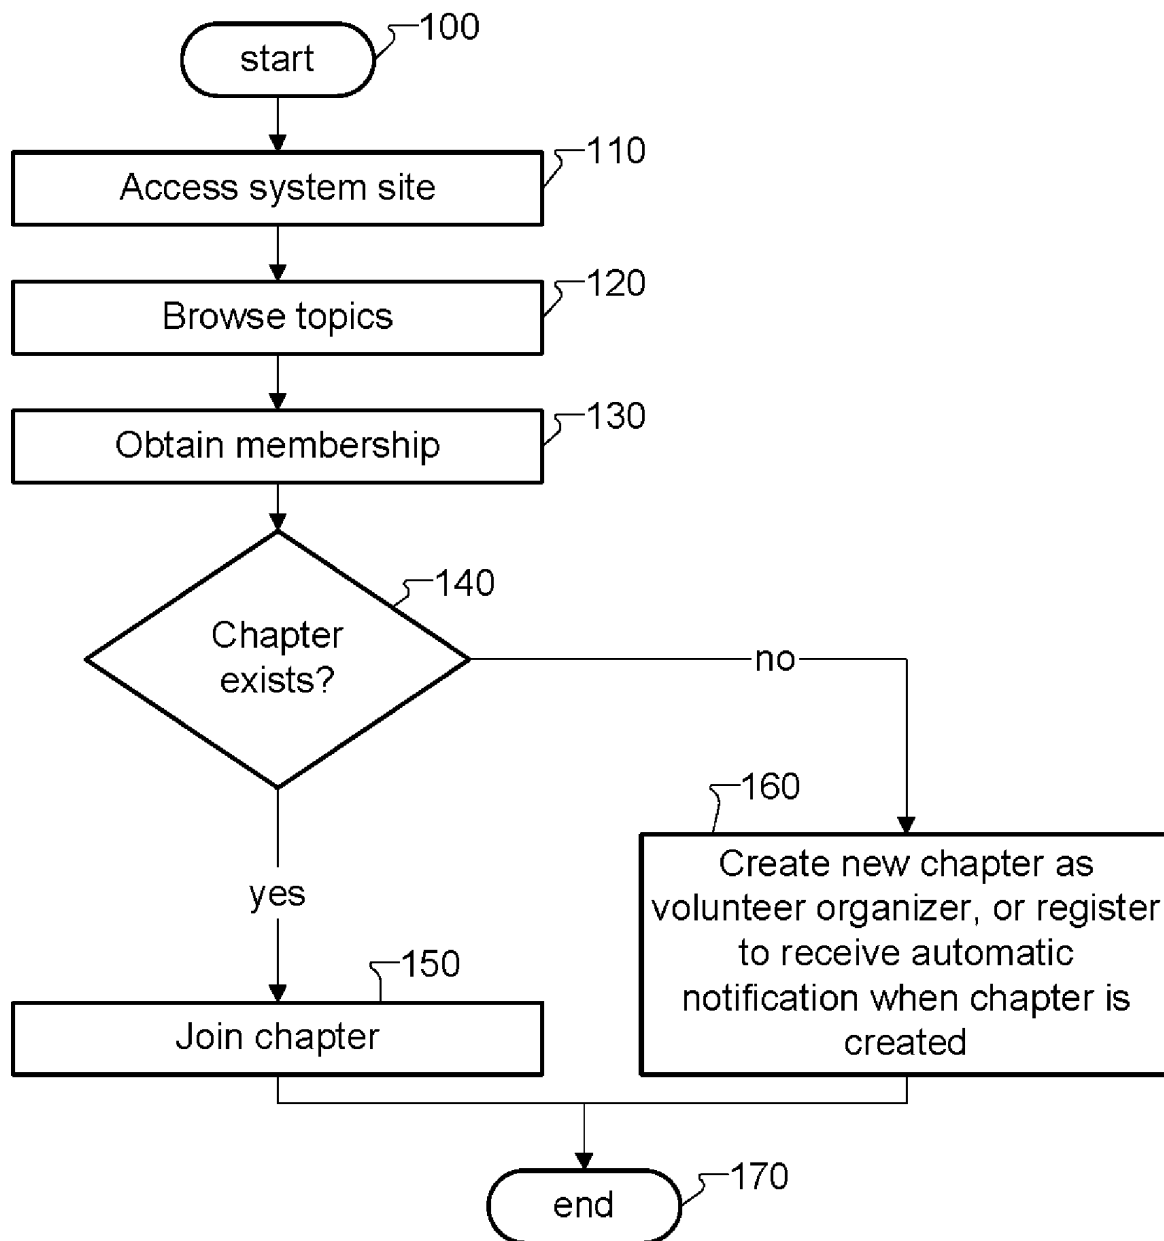 start
100
Access system site
110
Browse topics
120
Obtain membership
130
Chapter
exists?
140
no
yes
160
Create new chapter as
volunteer organizer, or register
to receive automatic
notification when chapter is
created
150
Join chapter
end
170